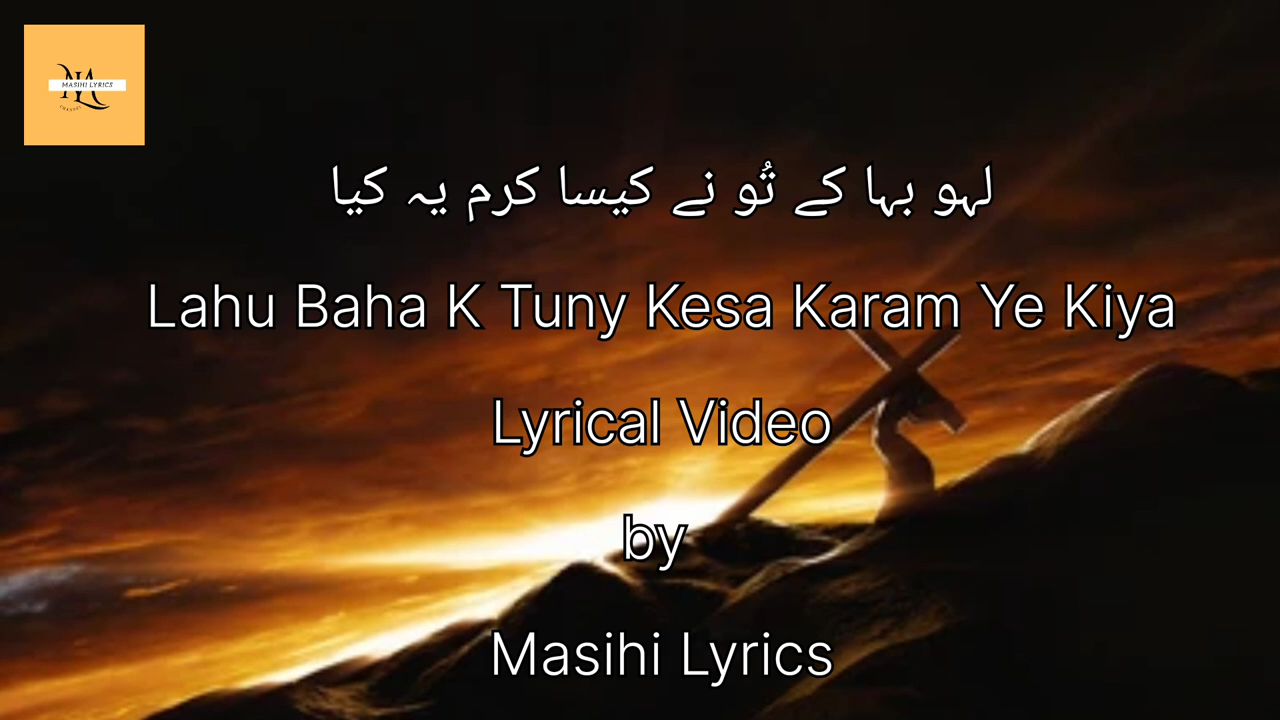 MASIHI LYRICS
لہو بہا کے تُو نے کیسا کرم یہ کیا
Lahu Baha K Tuny Kesa Karam Ye Kiya
Lyrical Video
by
Masihi Lyrics